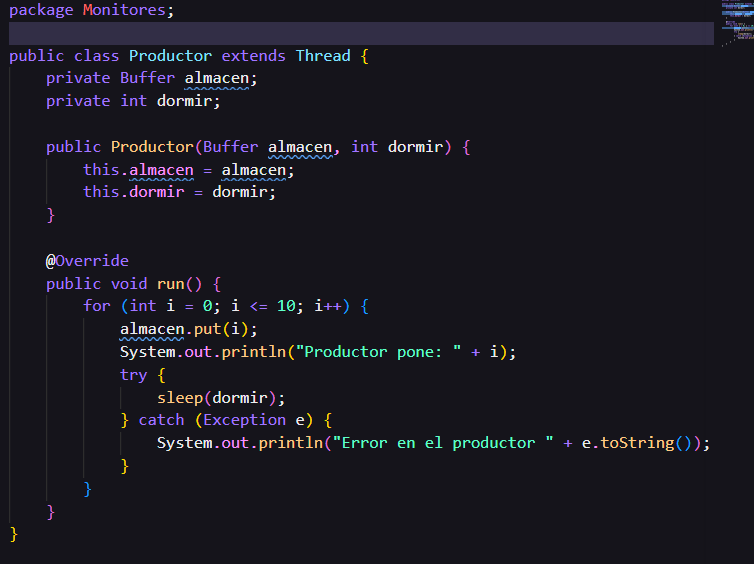 package Monitores;
public class Productor extends Thread {
    private Buffer almacen;
    private int dormir;
    public Productor(Buffer almacen, int dormir) {
        this.almacen = almacen;
        this.dormir = dormir;
    }
    @Override
    public void run() {
        for (int i = 0; i <= 10; i++) {
            almacen.put(i);
            System.out.println("Productor pone: " + i);
            try {
                sleep(dormir);
            } catch (Exception e) {
                System.out.println("Error en el productor " + e.toString());
            }
        }
    }
}